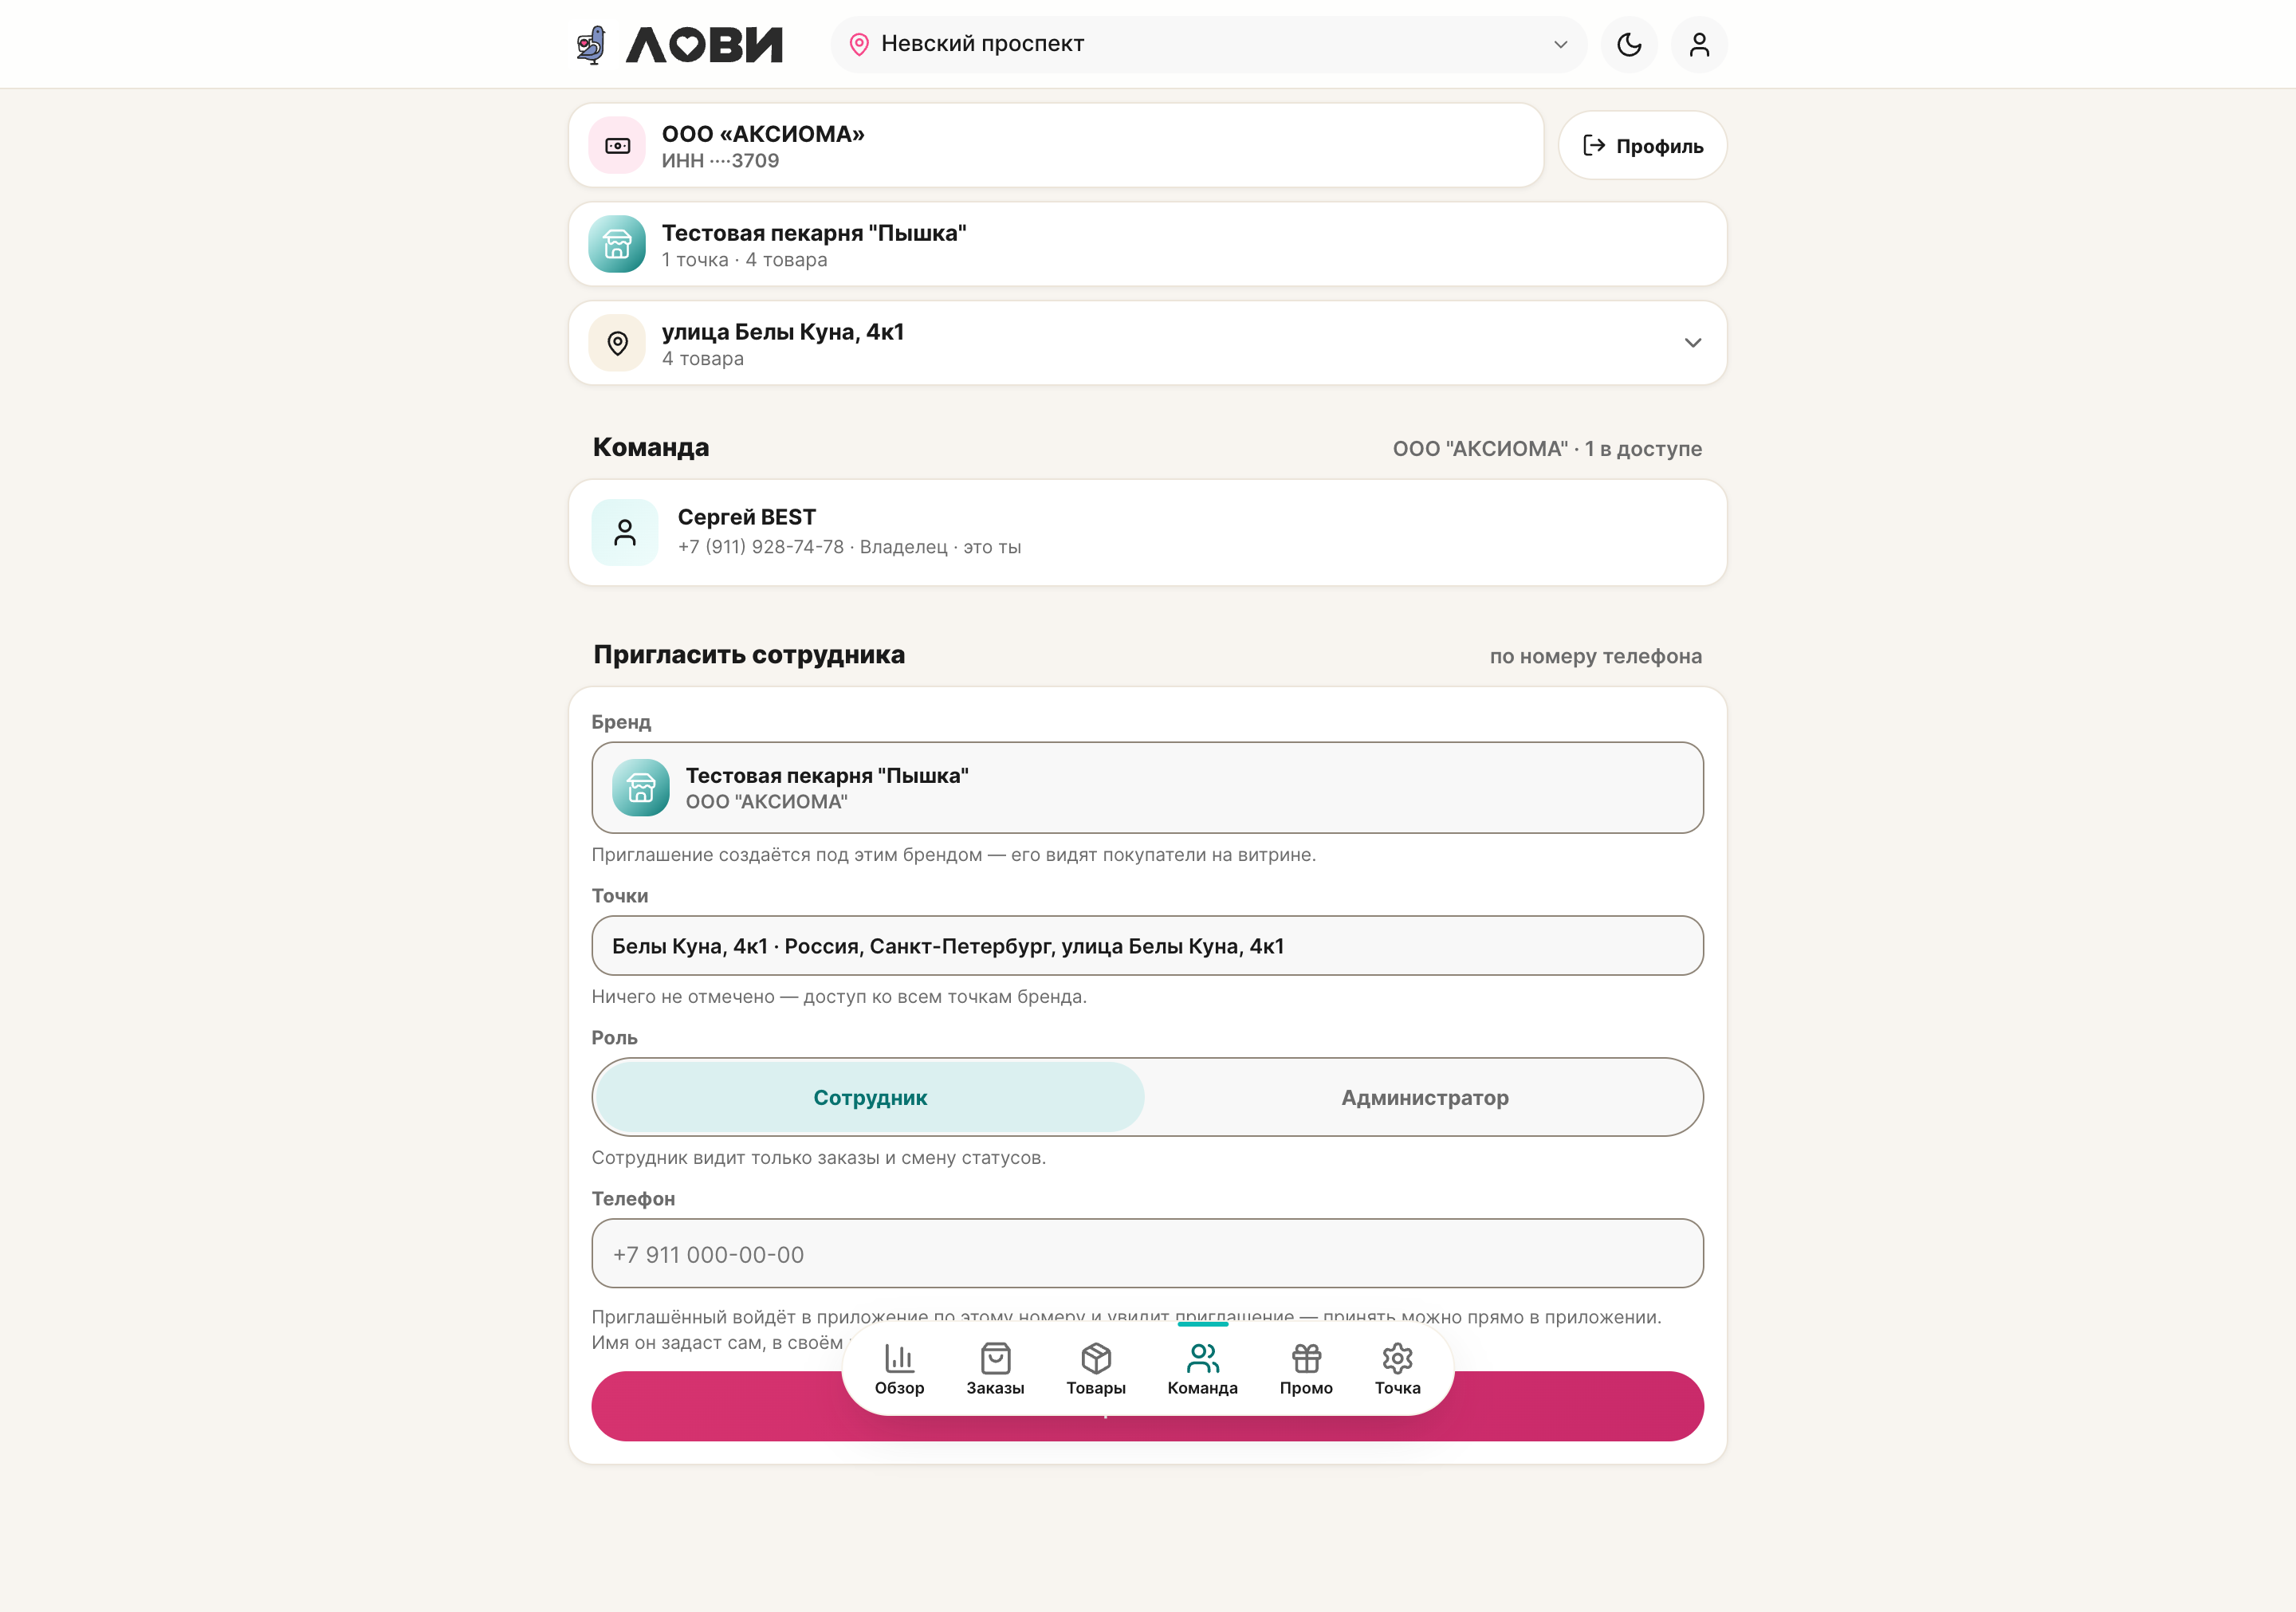 ЛОВИ
Невский проспект
ООО «АКСИОМА»
ИНН ····3709
Профиль
Тестовая пекарня "Пышка"
1 точка · 4 товара
улица Белы Куна, 4к1
4 товара
Команда
ООО "АКСИОМА" · 1 в доступе
Сергей BEST
+7 (911) 928-74-78 · Владелец · это ты
Пригласить сотрудника
по номеру телефона
Бренд
Тестовая пекарня "Пышка"
ООО "АКСИОМА"
Приглашение создаётся под этим брендом — его видят покупатели на витрине.
Точки
Белы Куна, 4к1 · Россия, Санкт-Петербург, улица Белы Куна, 4к1
Ничего не отмечено — доступ ко всем точкам бренда.
Роль
Сотрудник
Администратор
Сотрудник видит только заказы и смену статусов.
Телефон
+7 911 000-00-00
Приглашённый войдёт в приложение по этому номеру и увидит приглашение — принять можно прямо в приложении.
Имя он задаст сам, в своём
Обзор
Заказы
Товары
Команда
Промо
Точка